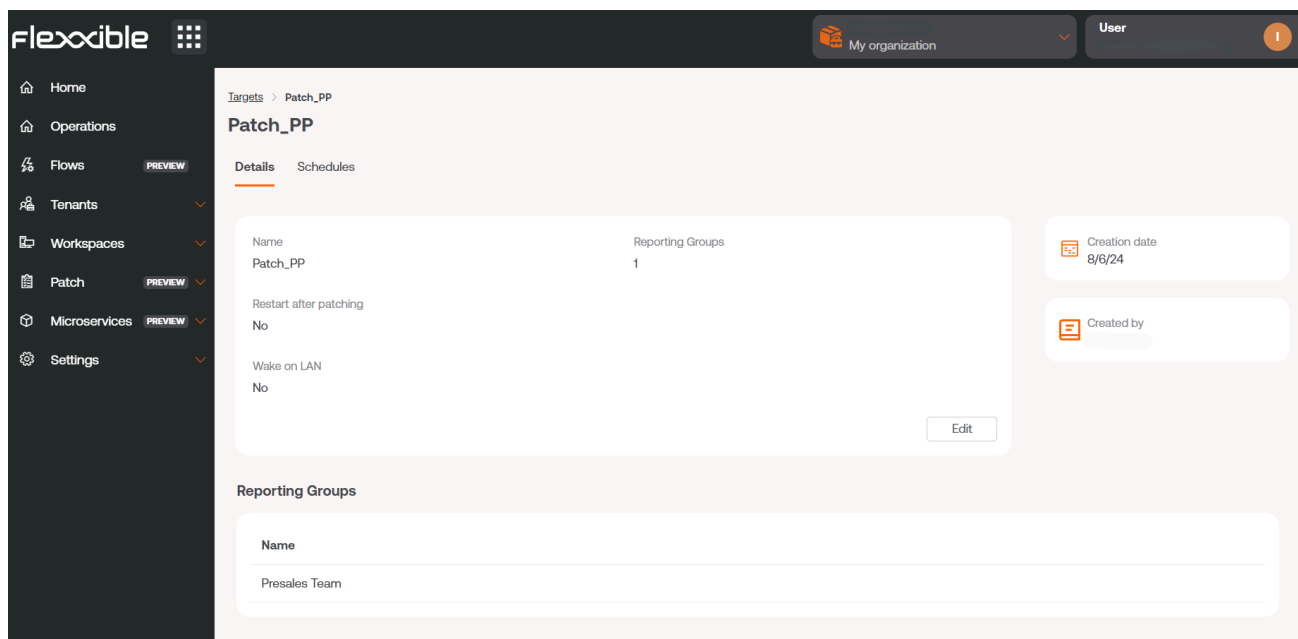 Flexxible
My organization
User
I
Home
Operations
Flows PREVIEW
Tenants
Workspaces
Patch PREVIEW
Microservices PREVIEW
Settings
Targets > Patch_PP
Patch_PP
Details Schedules
Name Reporting Groups
Patch_PP 1
Restart after patching
No
Wake on LAN
No
Edit
Creation date
8/6/24
Created by
Reporting Groups
Name
Presales Team